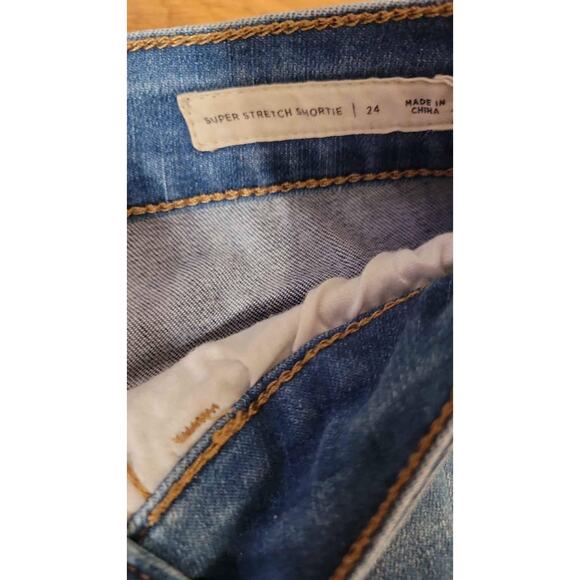 SUPER STRETCH SHORTIE | 24
MADE IN
CHINA